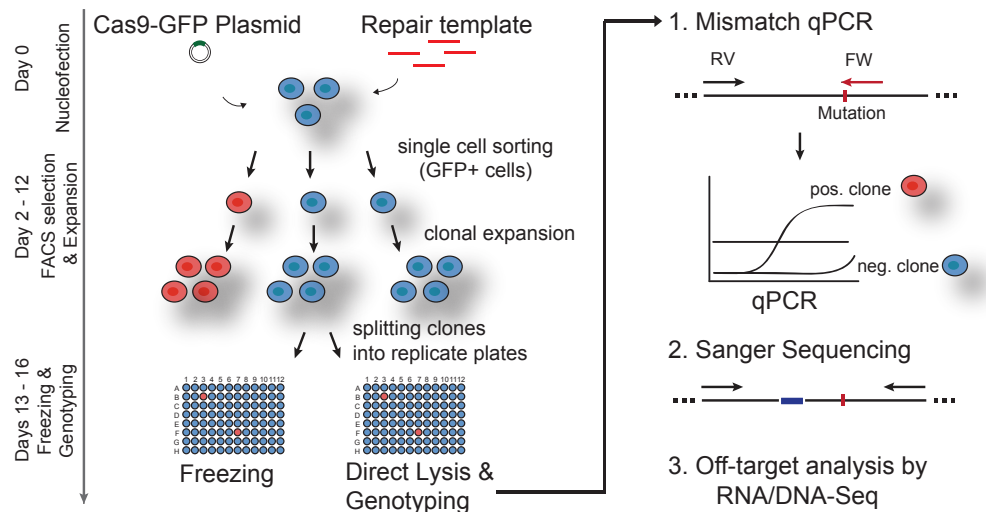 Cas9-GFP Plasmid
Repair template
Day 0
Nucleofection
single cell sorting
(GFP+ cells)
Day 2 - 12
FACS selection
& Expansion
clonal expansion
splitting clones
into replicate plates
Days 13 - 16
Freezing &
Genotyping
1 2 3 4 5 6 7 8 9 10 11 12
A
B
C
D
E
F
G
H
Freezing
1 2 3 4 5 6 7 8 9 10 11 12
A
B
C
D
E
F
G
H
Direct Lysis &
Genotyping
1. Mismatch qPCR
RV
FW
Mutation
pos. clone
neg. clone
qPCR
2. Sanger Sequencing
3. Off-target analysis by
RNA/DNA-Seq